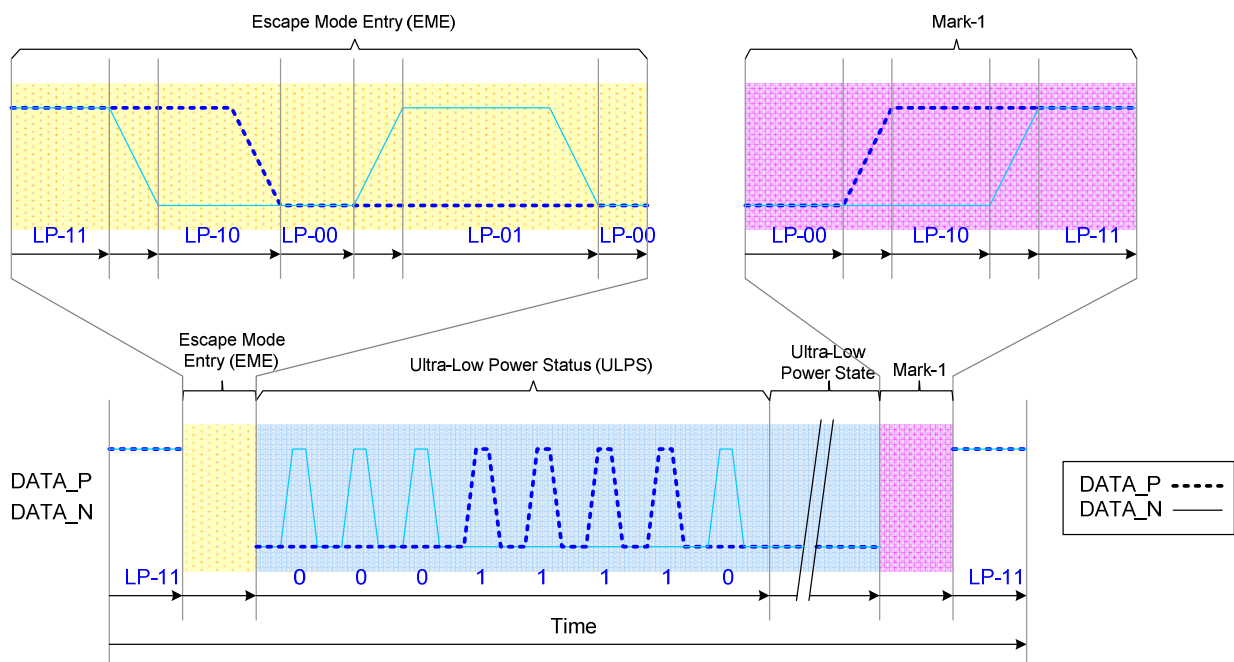 Escape Mode Entry (EME)
Mark-1
LP-11
LP-10
LP-00
LP-01
LP-00
LP-00
LP-10
LP-11
Escape Mode
Entry (EME)
Ultra-Low Power Status (ULPS)
Ultra-Low
Power State
Mark-1
DATA_P
DATA_N
DATA_P
DATA_N
LP-11
0 0 0 1 1 1 1 0
LP-11
Time